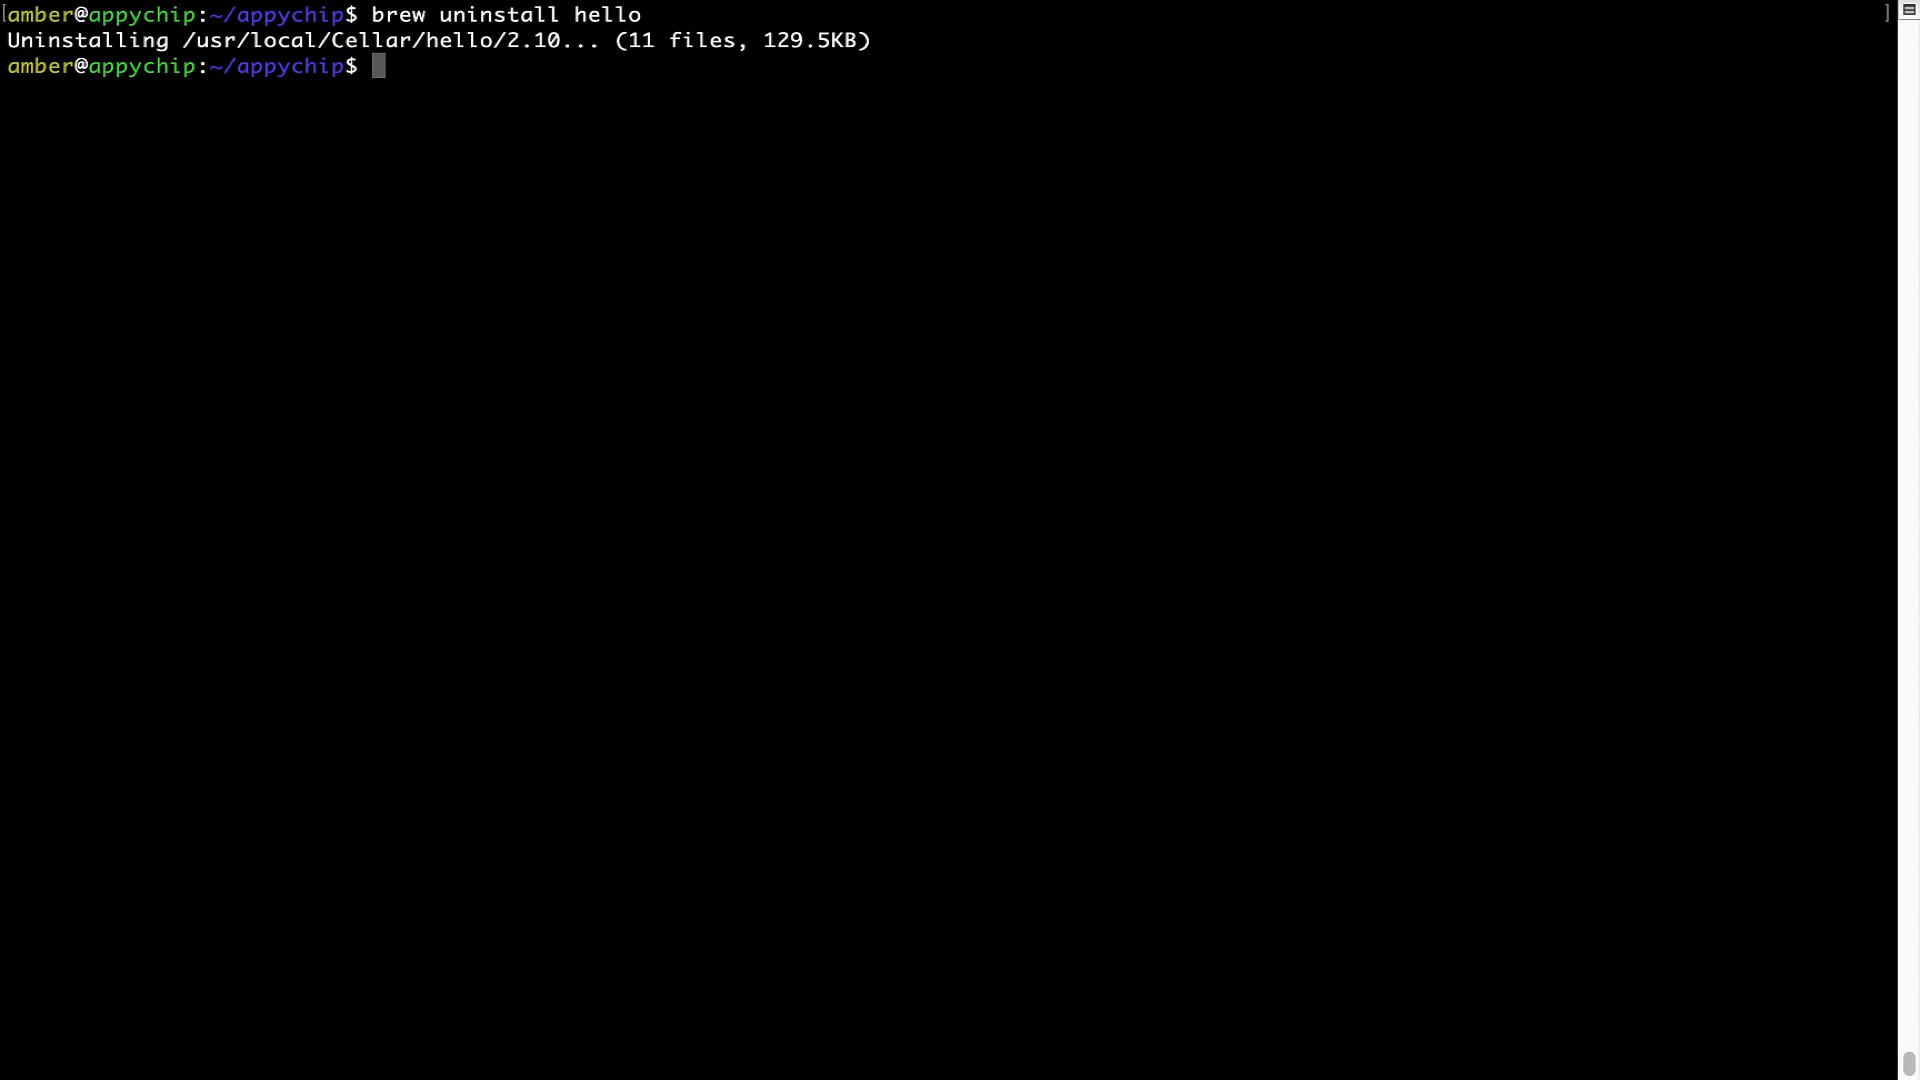 [amber@appychip:~/appychip$ brew uninstall hello ]
Uninstalling /usr/local/Cellar/hello/2.10... (11 files, 129.5KB)
amber@appychip:~/appychip$